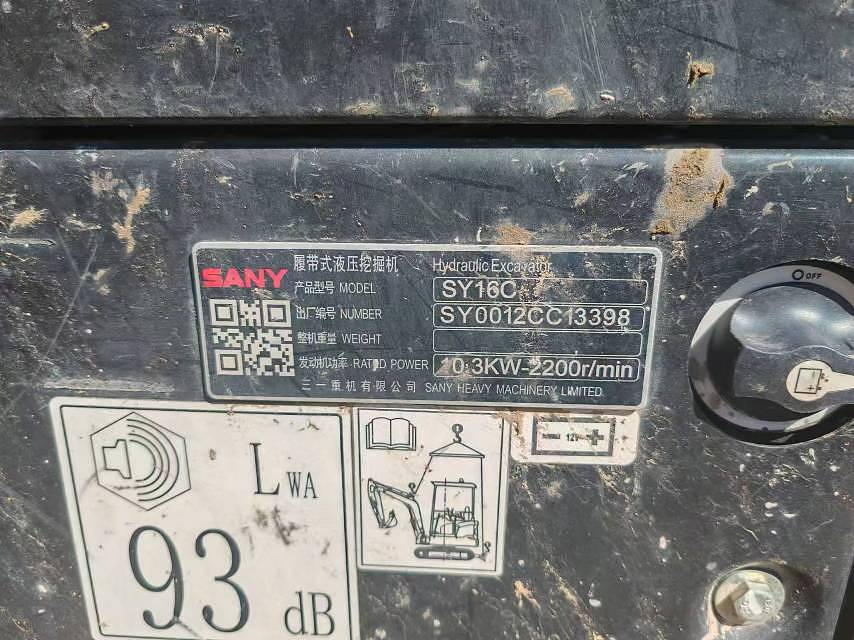 SANY
履带式液压挖掘机 Hydraulic Excavator
产品型号 MODEL SY16C
出厂编号 NUMBER SY0012CC13398
整机重量 WEIGHT
发动机功率 RATED POWER 10.3KW-2200r/min
三一重机有限公司 SANY HEAVY MACHINERY LIMITED
OFF
LWA
93 dB
− 12V +